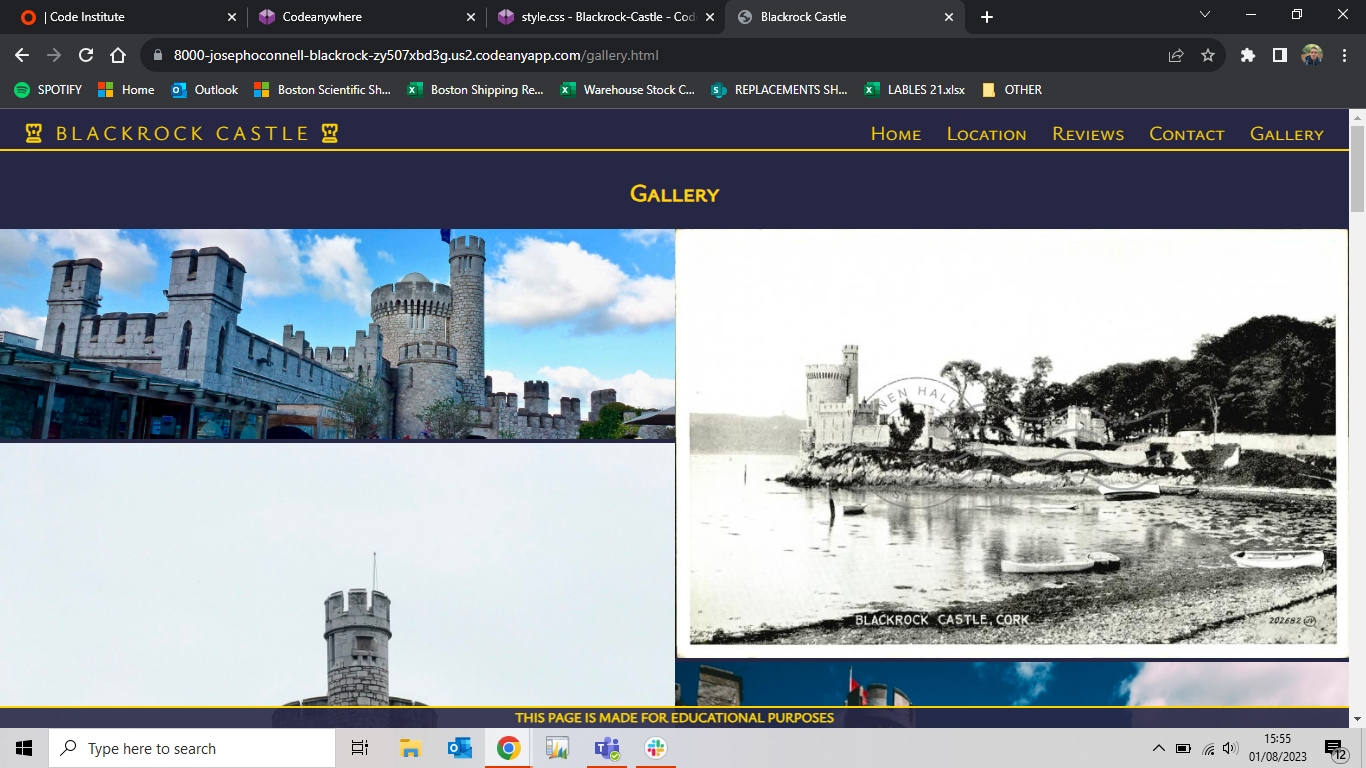 | Code Institute
Codeanywhere
style.css - Blackrock-Castle - Cod
Blackrock Castle
8000-josephoconnell-blackrock-zy507xbd3g.us2.codeanyapp.com/gallery.html
SPOTIFY
Home
Outlook
Boston Scientific Sh...
Boston Shipping Re...
Warehouse Stock C...
REPLACEMENTS SH...
LABLES 21.xlsx
OTHER
BLACKROCK CASTLE
Home
Location
Reviews
Contact
Gallery
Gallery
NEN HALL
BLACKROCK CASTLE, CORK
202682 JV
THIS PAGE IS MADE FOR EDUCATIONAL PURPOSES
Type here to search
15:55
01/08/2023
12